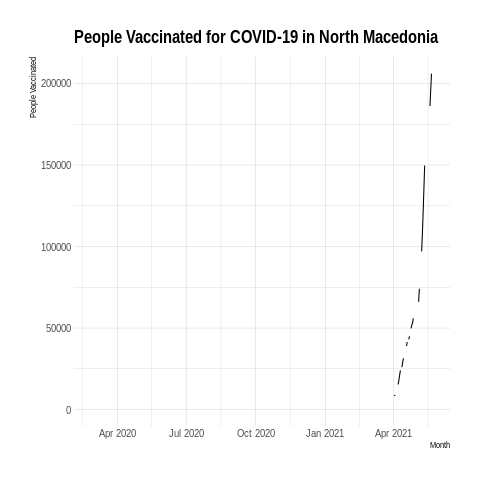 People Vaccinated for COVID-19 in North Macedonia
People Vaccinated
200000
150000
100000
50000
0
Apr 2020 Jul 2020 Oct 2020 Jan 2021 Apr 2021
Month